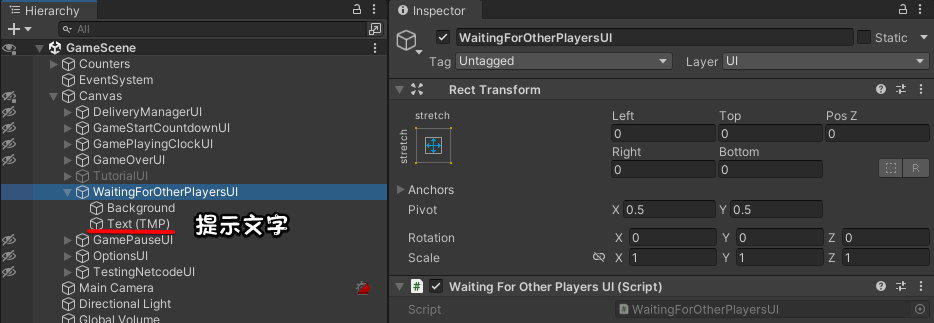 Hierarchy
All
GameScene
Counters
EventSystem
Canvas
DeliveryManagerUI
GameStartCountdownUI
GamePlayingClockUI
GameOverUI
TutorialUI
WaitingForOtherPlayersUI
Background
Text (TMP)
提示文字
GamePauseUI
OptionsUI
TestingNetcodeUI
Main Camera
Directional Light
Global Volume
Inspector
WaitingForOtherPlayersUI
Static
Tag Untagged Layer UI
Rect Transform
stretch
stretch
Left Top Pos Z
0 0 0
Right Bottom
0 0
R
Anchors
Pivot X 0.5 Y 0.5
Rotation X 0 Y 0 Z 0
Scale X 1 Y 1 Z 1
# Waiting For Other Players UI (Script)
Script WaitingForOtherPlayersUI